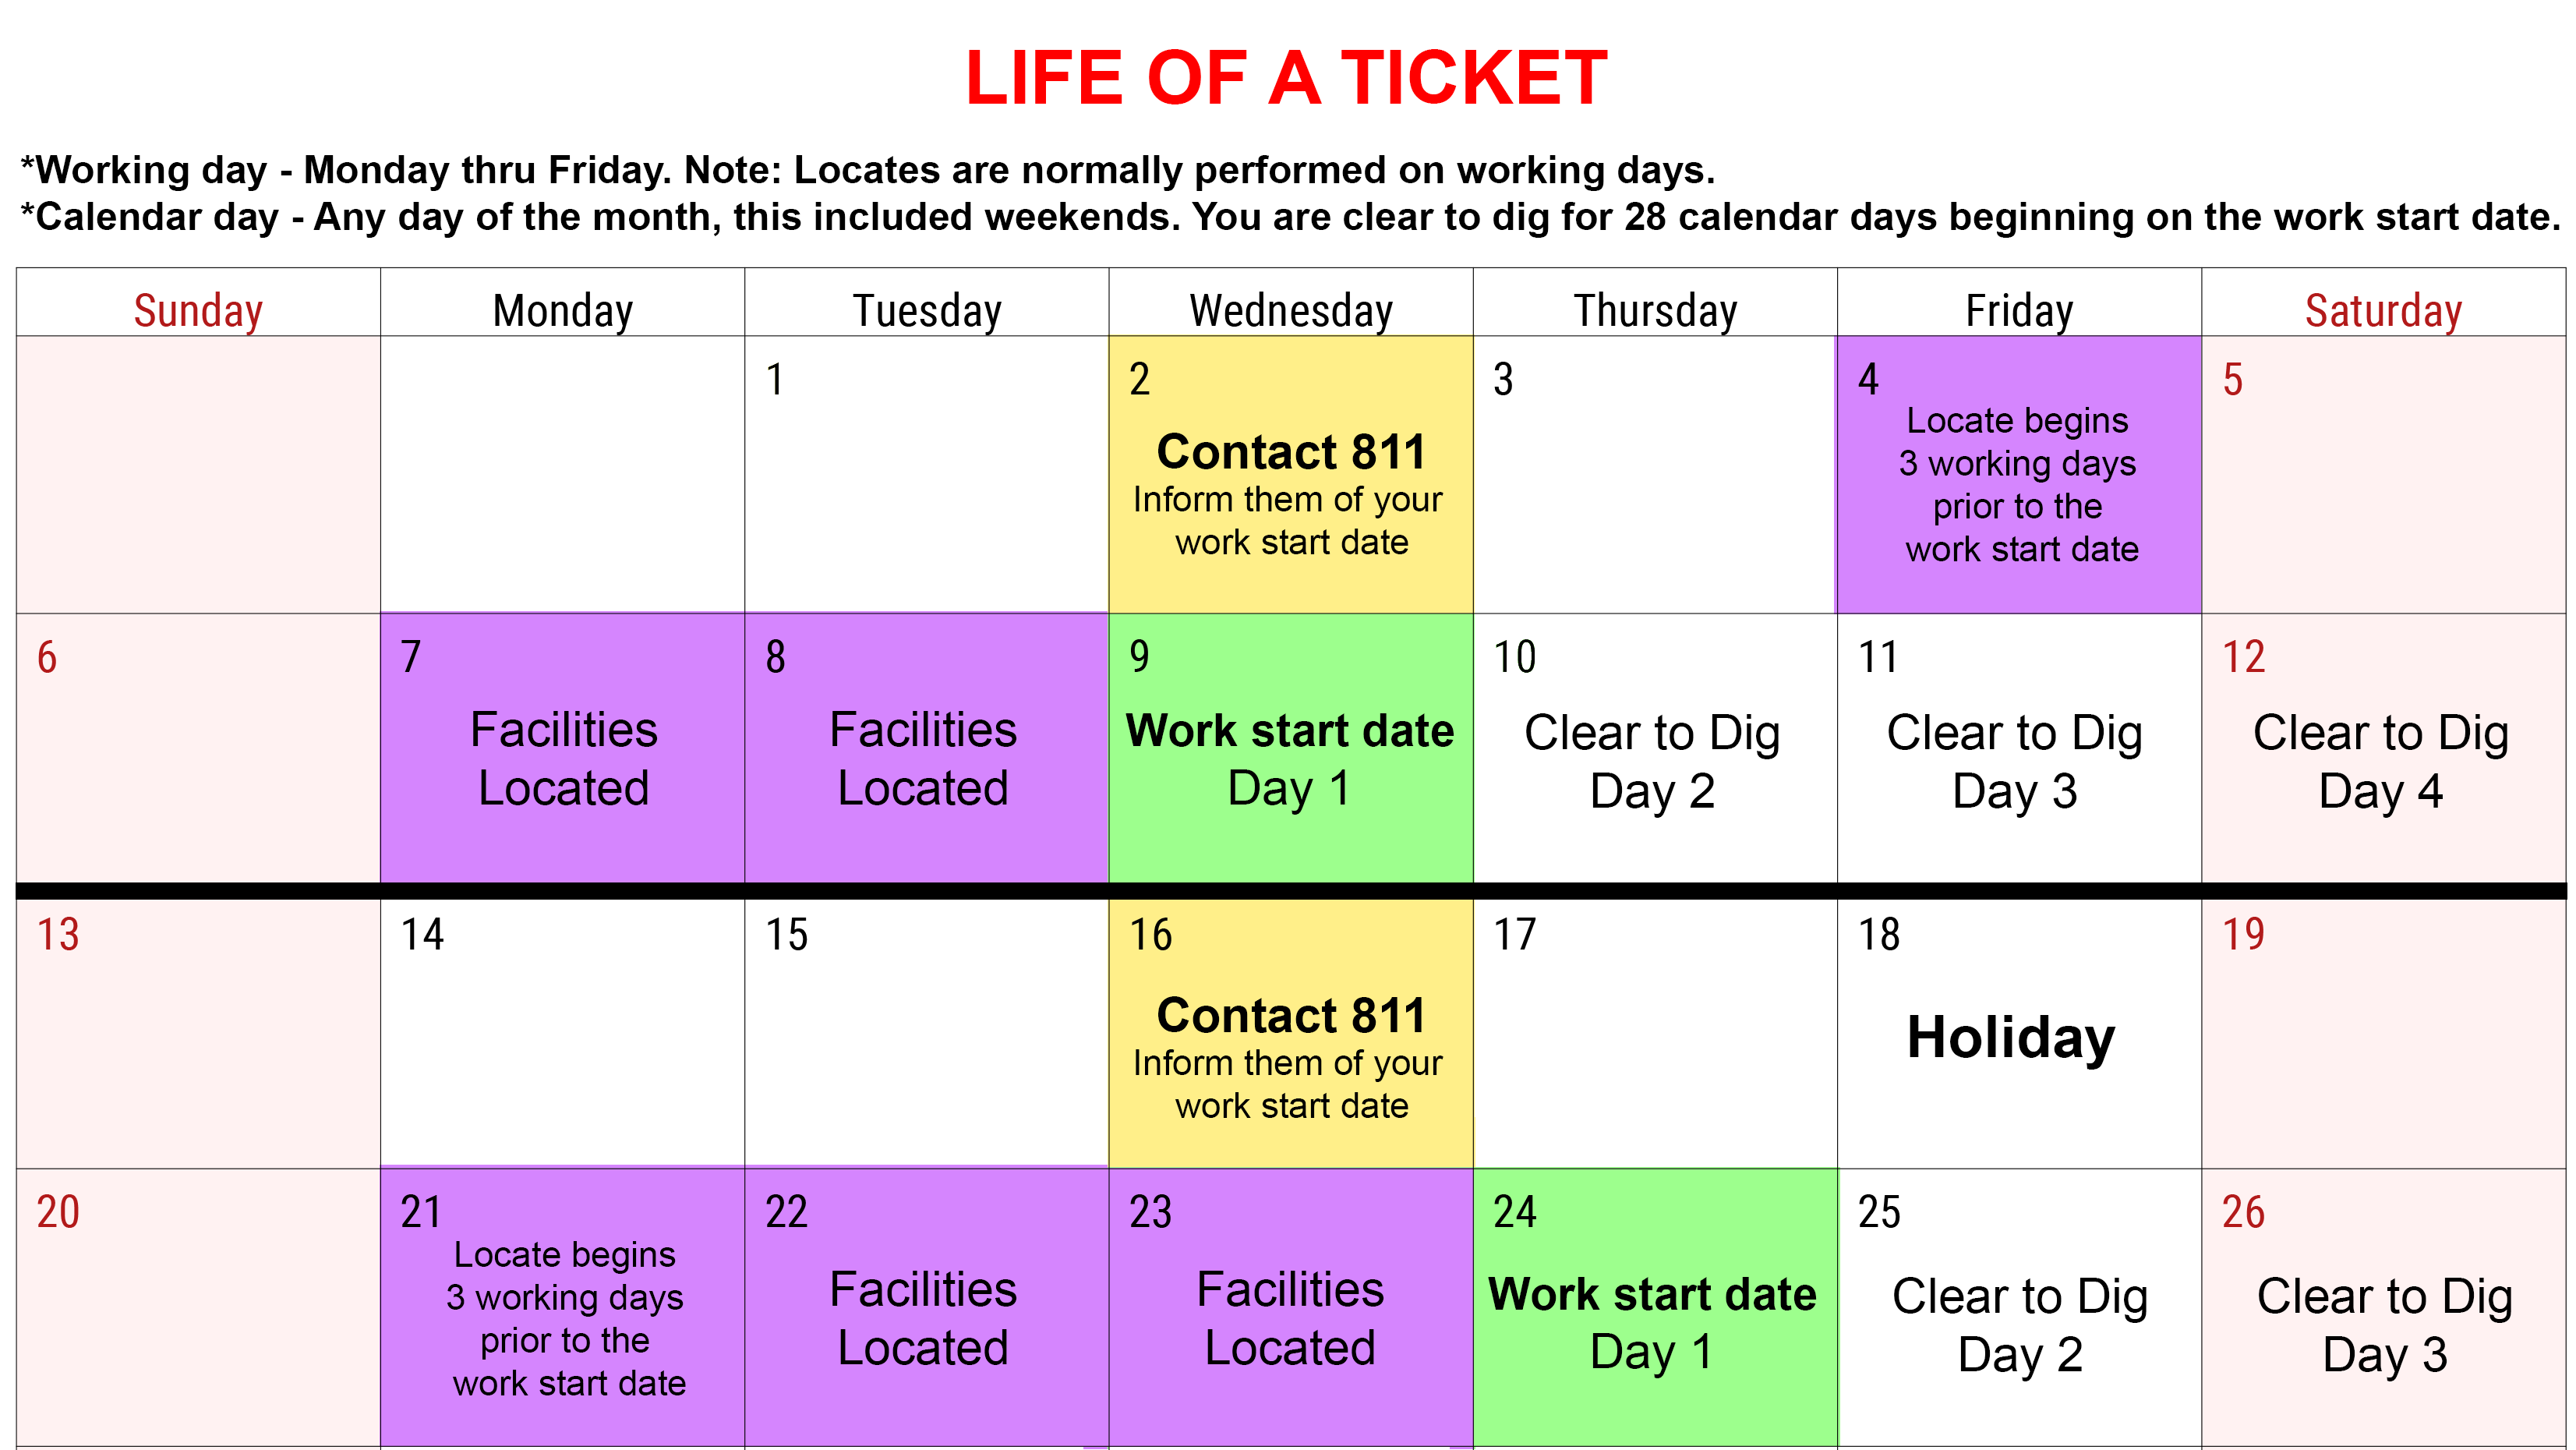 LIFE OF A TICKET
*Working day - Monday thru Friday. Note: Locates are normally performed on working days.
*Calendar day - Any day of the month, this included weekends. You are clear to dig for 28 calendar days beginning on the work start date.
Sunday Monday Tuesday Wednesday Thursday Friday Saturday
1
2
Contact 811
Inform them of your
work start date
3
4
Locate begins
3 working days
prior to the
work start date
5
6
7
Facilities
Located
8
Facilities
Located
9
Work start date
Day 1
10
Clear to Dig
Day 2
11
Clear to Dig
Day 3
12
Clear to Dig
Day 4
13
14
15
16
Contact 811
Inform them of your
work start date
17
18
Holiday
19
20
21
Locate begins
3 working days
prior to the
work start date
22
Facilities
Located
23
Facilities
Located
24
Work start date
Day 1
25
Clear to Dig
Day 2
26
Clear to Dig
Day 3